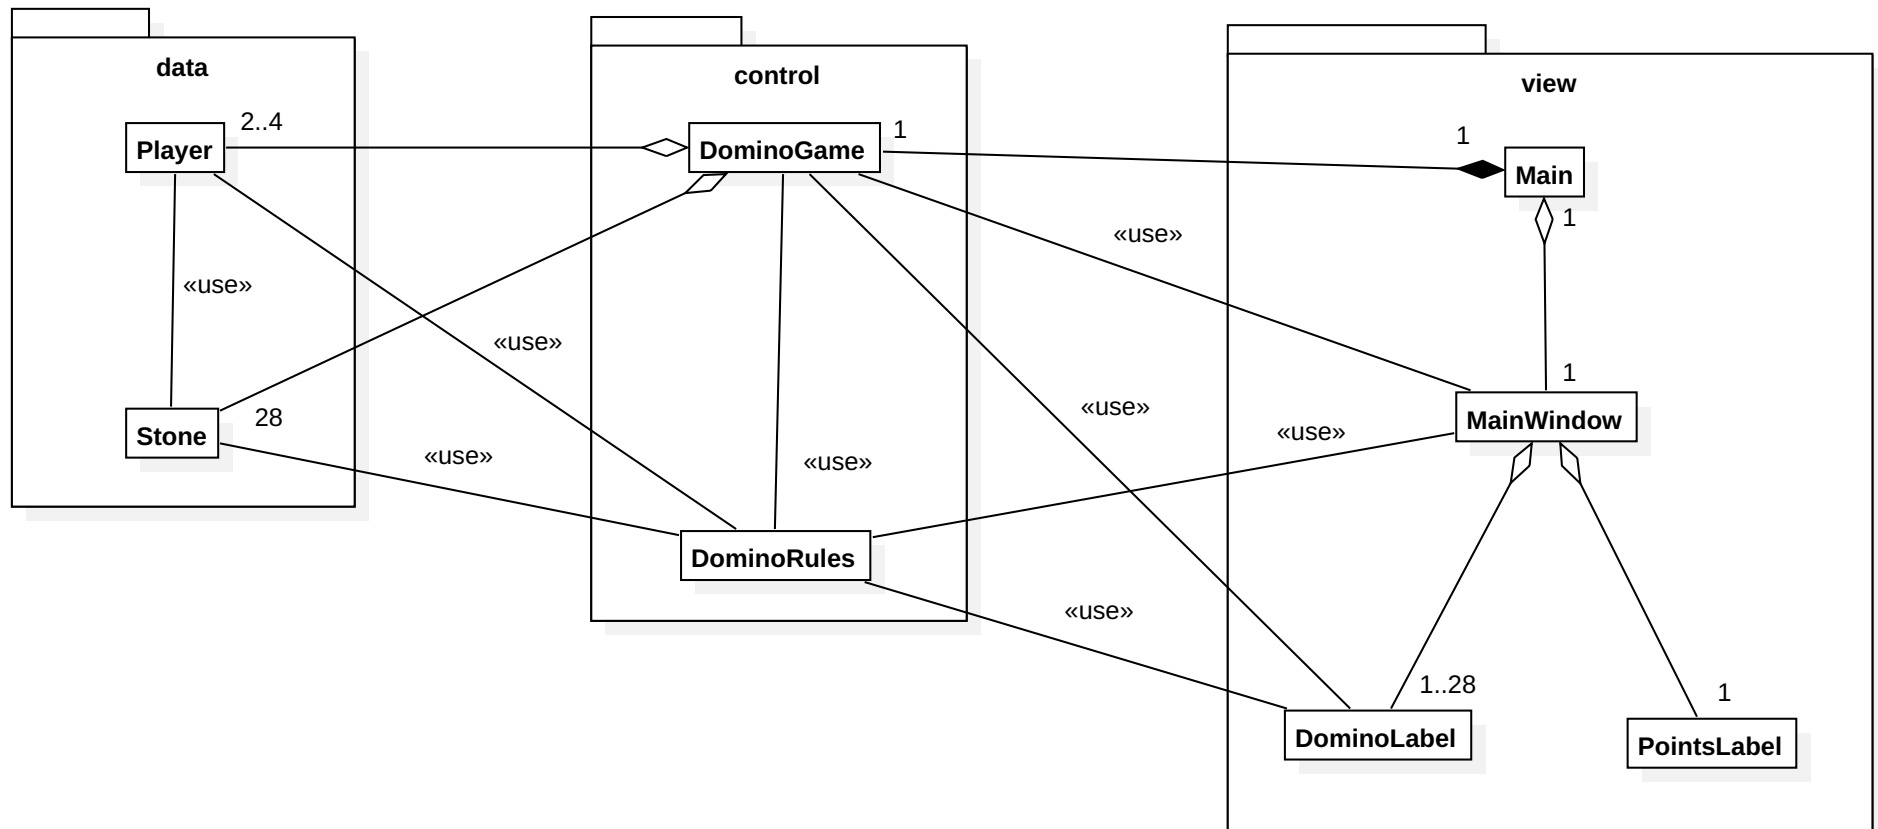 data
control
view
2..4
1
1
Player
DominoGame
Main
1
«use»
«use»
«use»
1
«use»
28
«use»
MainWindow
Stone
«use»
«use»
«use»
DominoRules
«use»
1..28
1
DominoLabel
PointsLabel